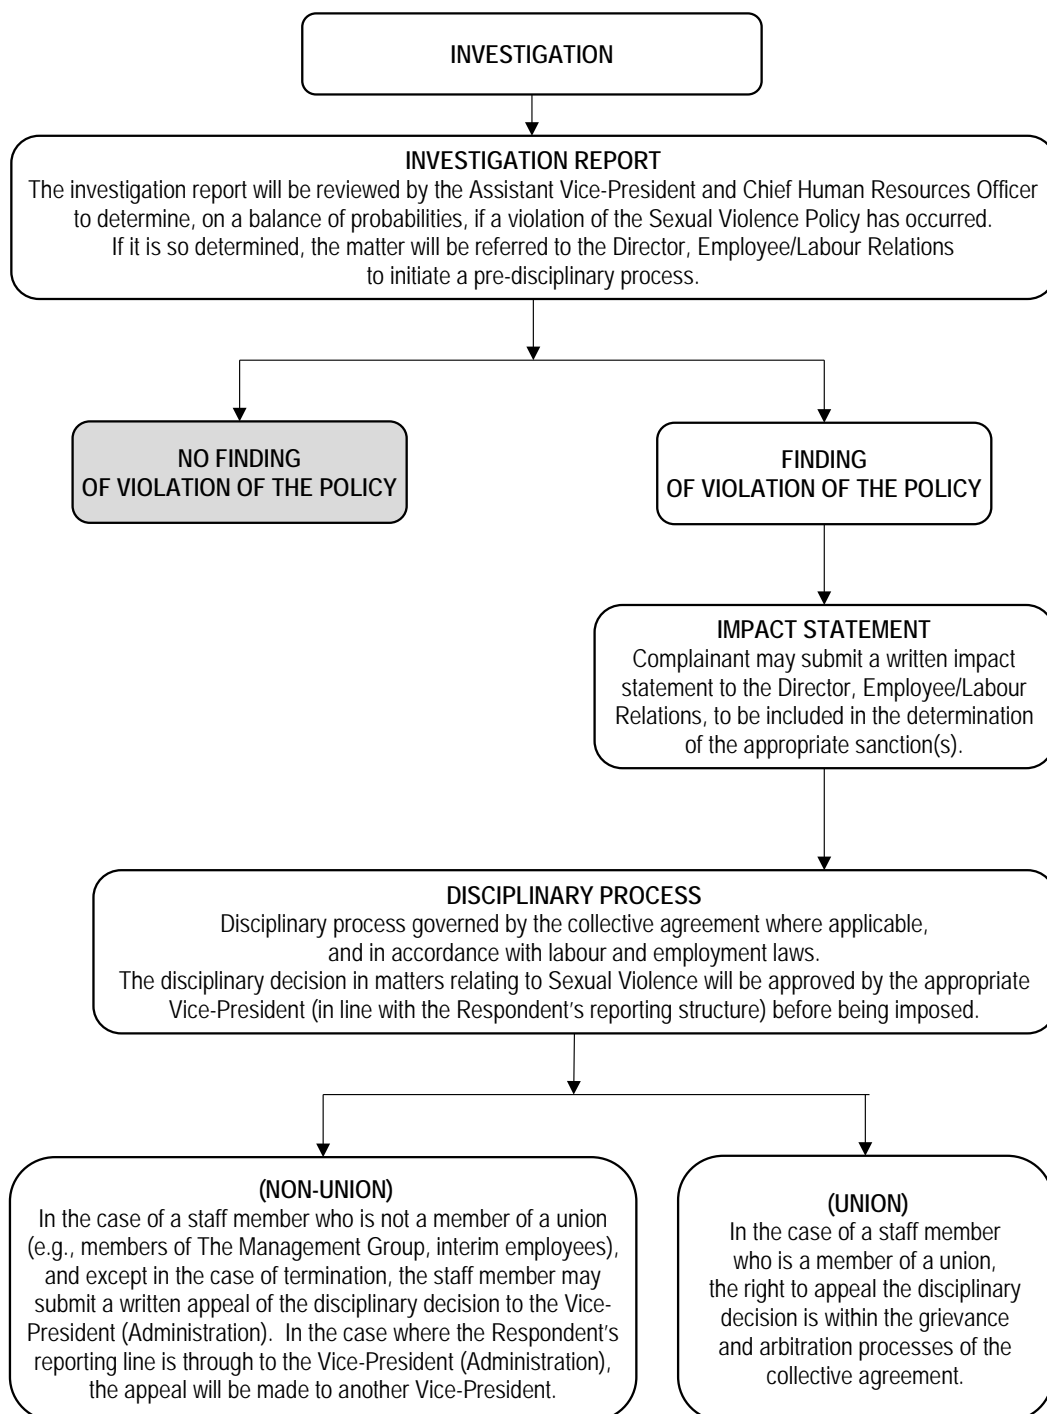 INVESTIGATION
INVESTIGATION REPORT
The investigation report will be reviewed by the Assistant Vice-President and Chief Human Resources Officer
to determine, on a balance of probabilities, if a violation of the Sexual Violence Policy has occurred.
If it is so determined, the matter will be referred to the Director, Employee/Labour Relations
to initiate a pre-disciplinary process.
NO FINDING
OF VIOLATION OF THE POLICY
FINDING
OF VIOLATION OF THE POLICY
IMPACT STATEMENT
Complainant may submit a written impact
statement to the Director, Employee/Labour
Relations, to be included in the determination
of the appropriate sanction(s).
DISCIPLINARY PROCESS
Disciplinary process governed by the collective agreement where applicable,
and in accordance with labour and employment laws.
The disciplinary decision in matters relating to Sexual Violence will be approved by the appropriate
Vice-President (in line with the Respondent's reporting structure) before being imposed.
(NON-UNION)
In the case of a staff member who is not a member of a union
(e.g., members of The Management Group, interim employees),
and except in the case of termination, the staff member may
submit a written appeal of the disciplinary decision to the Vice-
President (Administration).  In the case where the Respondent's
reporting line is through to the Vice-President (Administration),
the appeal will be made to another Vice-President.
(UNION)
In the case of a staff member
who is a member of a union,
the right to appeal the disciplinary
decision is within the grievance
and arbitration processes of the
collective agreement.